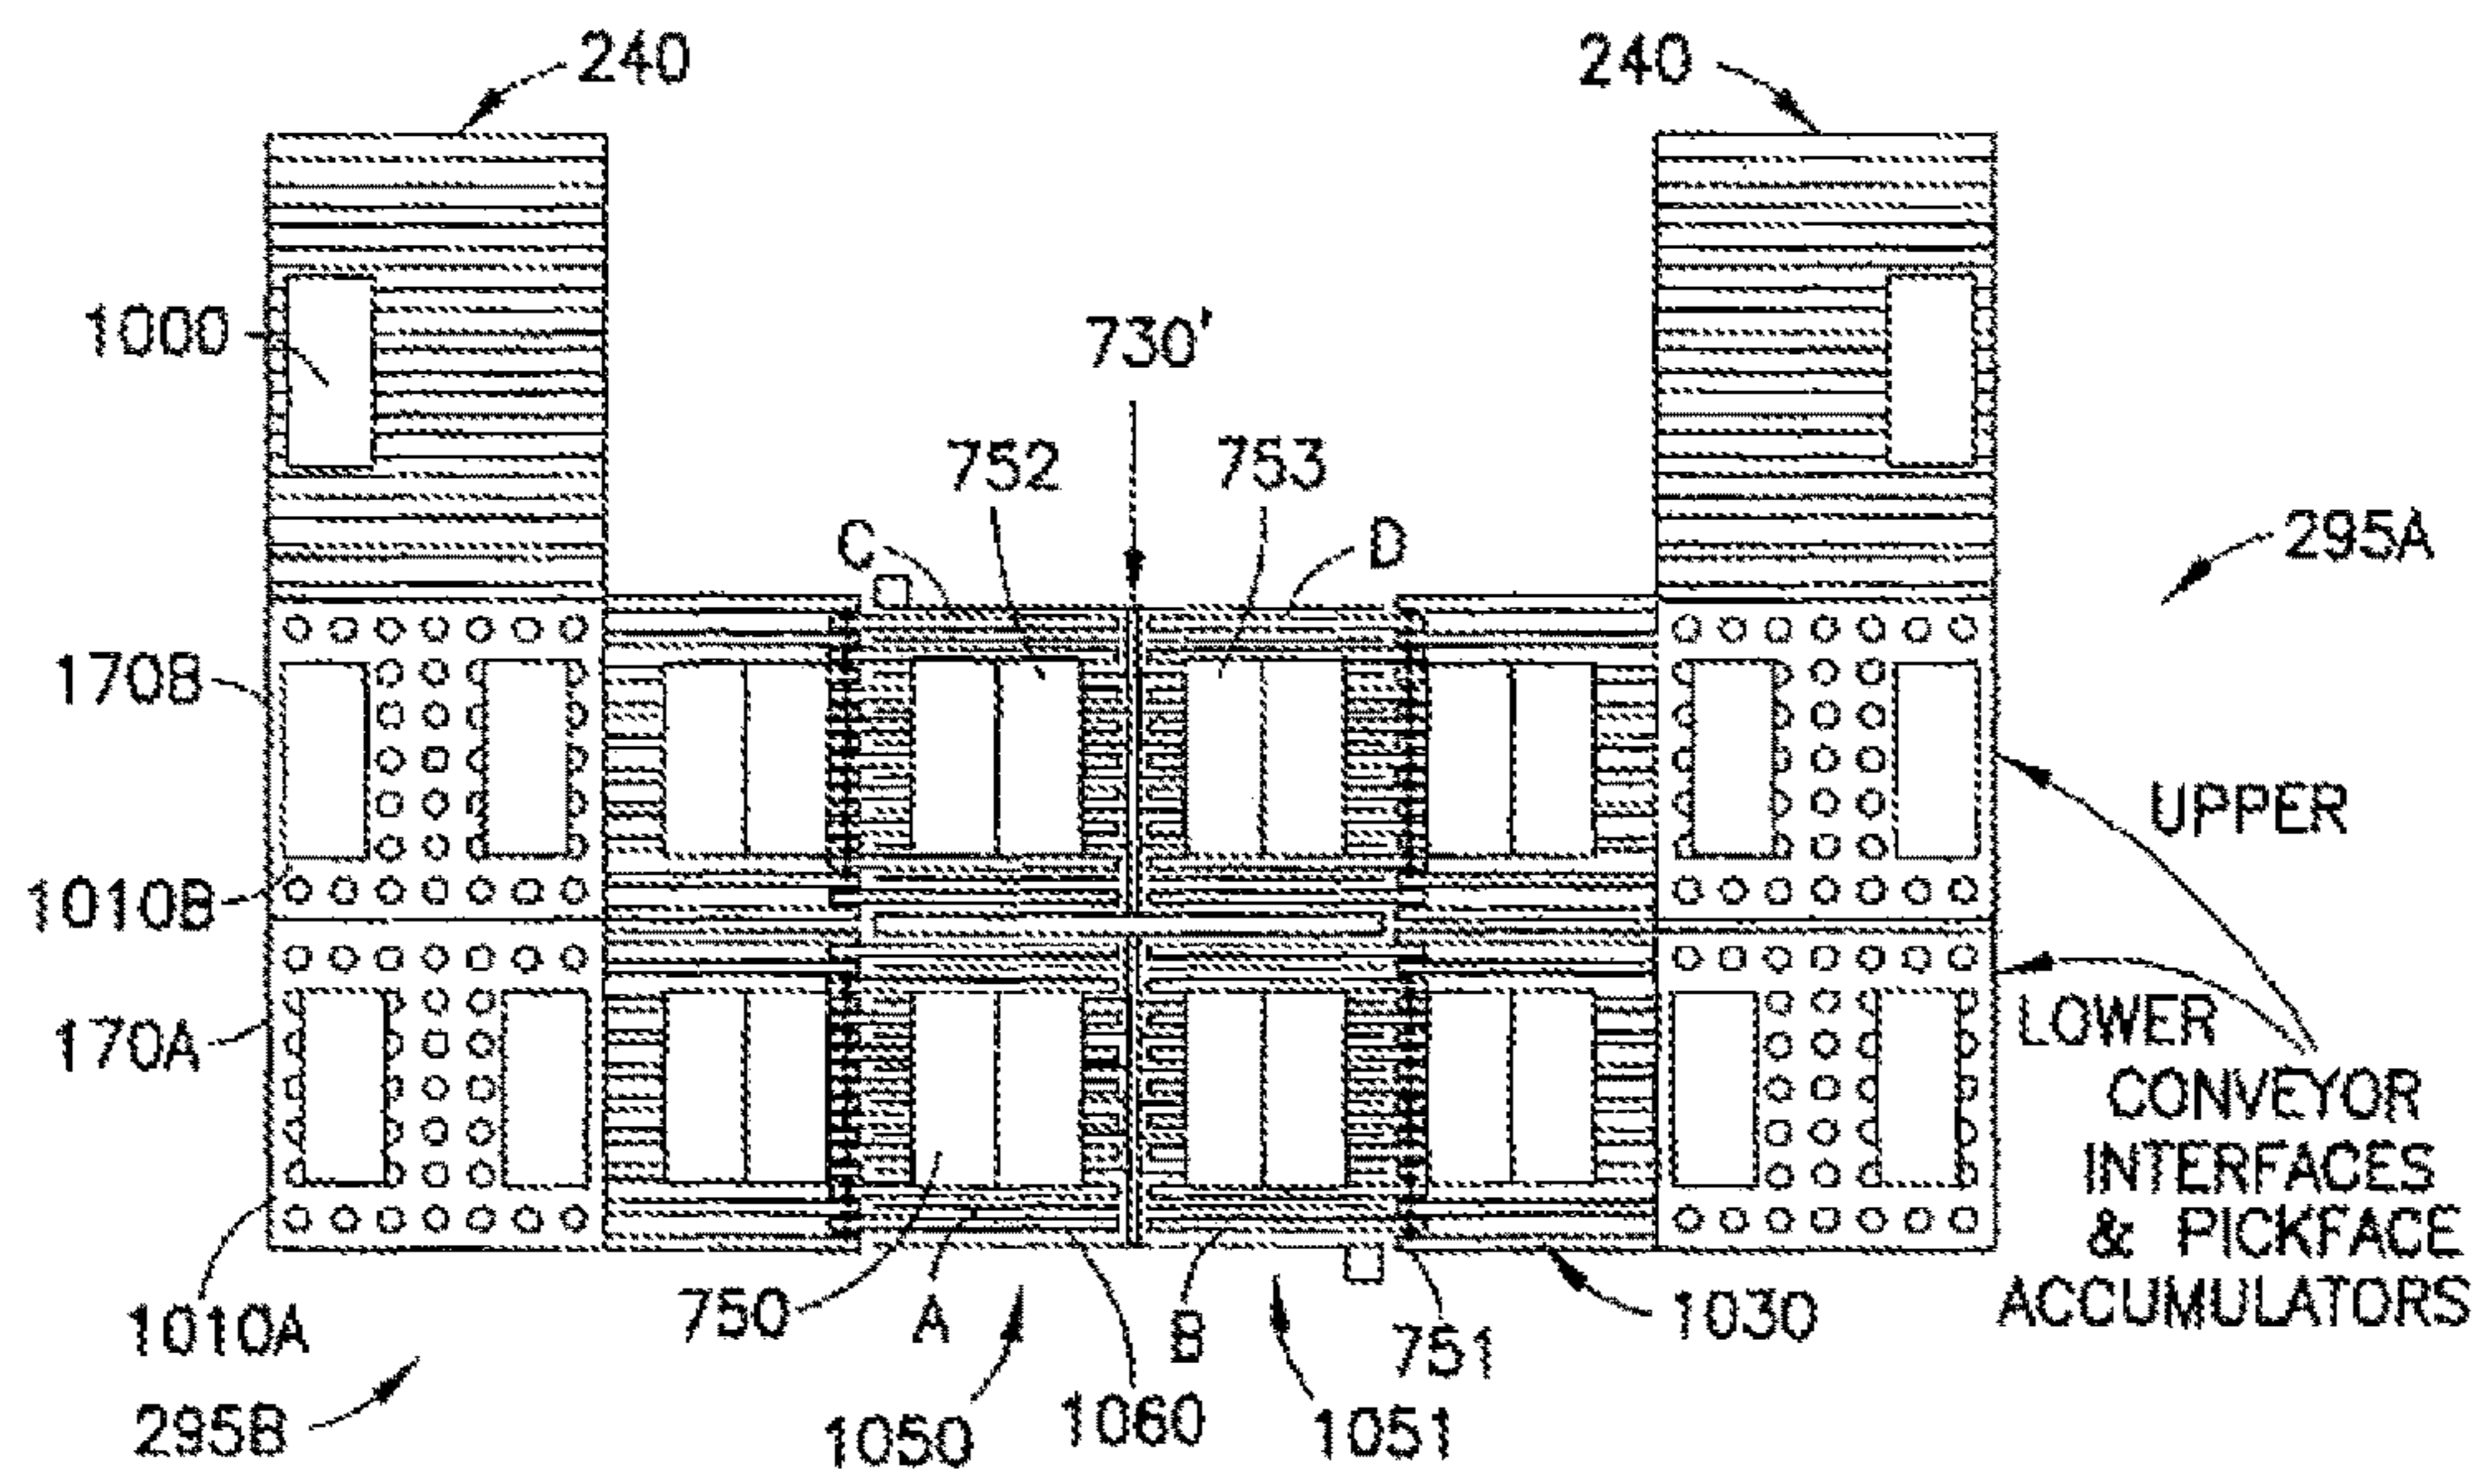 240
240
1000
730'
752
753
C
D
295A
170B
UPPER
1010B
170A
LOWER
CONVEYOR
INTERFACES
& PICKFACE
ACCUMULATORS
1010A
750
A
B
751
1030
295B
1050
1060
1051